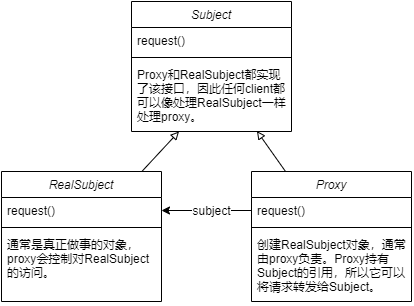 Subject
request()
Proxy和RealSubject都实现
了该接口，因此任何client都
可以像处理RealSubject一样
处理proxy。
RealSubject
request()
通常是真正做事的对象，
proxy会控制对RealSubject
的访问。
subject
Proxy
request()
创建RealSubject对象，通常
由proxy负责。Proxy持有
Subject的引用，所以它可以
将请求转发给Subject。